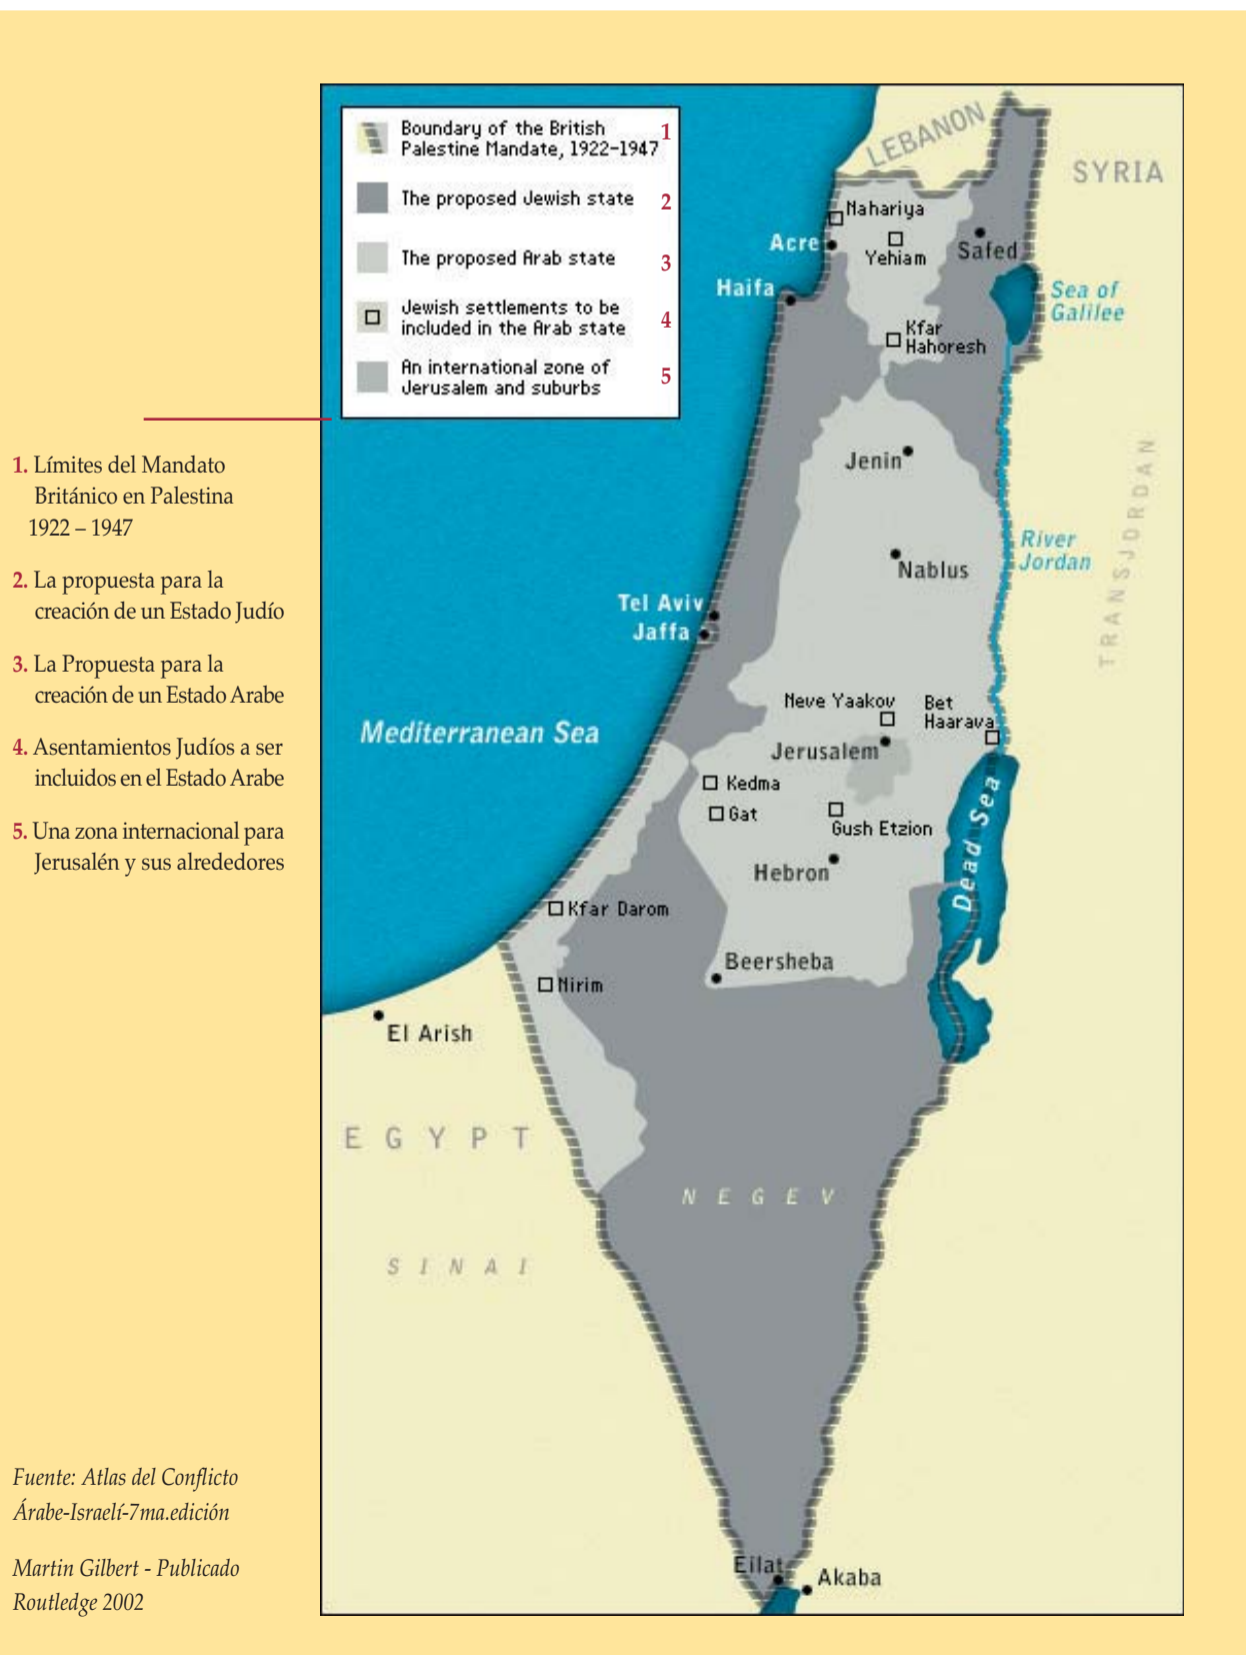 Boundary of the British
Palestine Mandate, 1922-1947 1
The proposed Jewish state 2
The proposed Arab state 3
Jewish settlements to be
included in the Arab state 4
An international zone of
Jerusalem and suburbs 5
1. Límites del Mandato
Británico en Palestina
1922 – 1947
2. La propuesta para la
creación de un Estado Judío
3. La Propuesta para la
creación de un Estado Arabe
4. Asentamientos Judíos a ser
incluidos en el Estado Arabe
5. Una zona internacional para
Jerusalén y sus alrededores
Fuente: Atlas del Conflicto
Árabe-Israelí-7ma.edición
Martin Gilbert - Publicado
Routledge 2002
LEBANON
SYRIA
Nahariya
Acre
Yehiam
Safed
Haifa
Sea of
Galilee
Kfar
Hahoresh
Jenin
TRANSJORDAN
River
Jordan
Nablus
Tel Aviv
Jaffa
Neve Yaakov
Bet
Haarava
Mediterranean Sea
Jerusalem
Kedma
Gat
Gush Etzion
Dead Sea
Hebron
Kfar Darom
Beersheba
Nirim
El Arish
EGYPT
NEGEV
SINAI
Eilat
Akaba